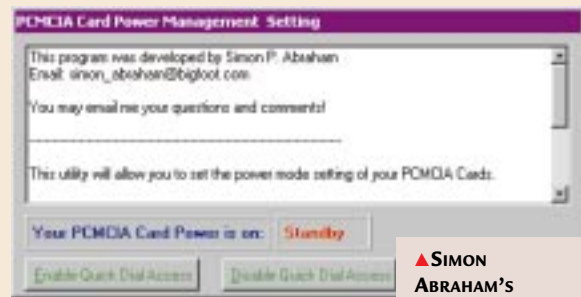 PCMCIA Card Power Management Setting
This program was developed by Simon P. Abraham
Email: simon_abraham@bigfoot.com
You may email me your questions and comments!
--------------------------------------------------------------
This utility will allow you to set the power mode setting of your PCMCIA Cards.
Your PCMCIA Card Power is on: Standby
Enable Quick Dial Access Disable Quick Dial Access
▲SIMON
ABRAHAM'S